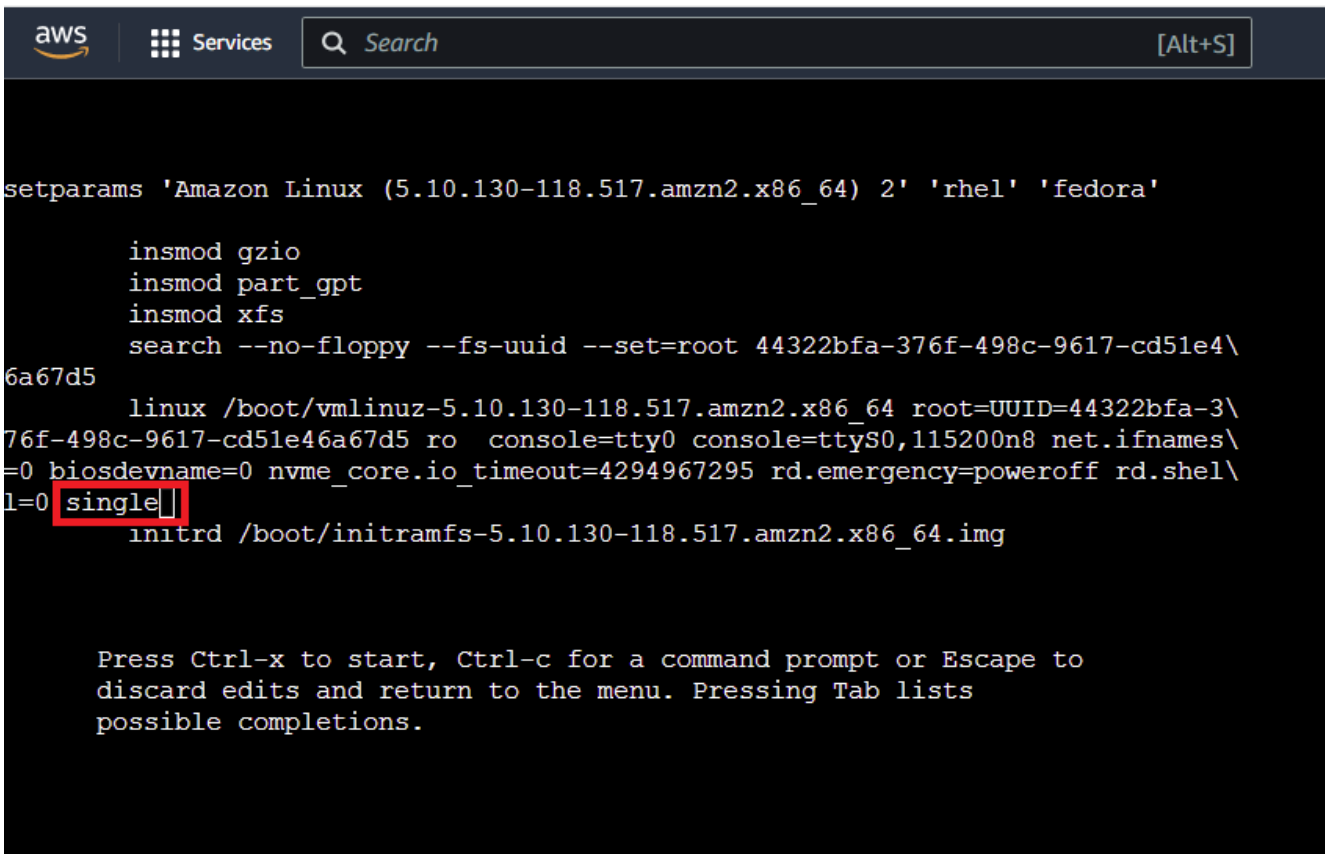 aws Services Search [Alt+S]
setparams 'Amazon Linux (5.10.130-118.517.amzn2.x86_64) 2' 'rhel' 'fedora'
insmod gzio
insmod part_gpt
insmod xfs
search --no-floppy --fs-uuid --set=root 44322bfa-376f-498c-9617-cd51e4\
6a67d5
linux /boot/vmlinuz-5.10.130-118.517.amzn2.x86_64 root=UUID=44322bfa-3\
76f-498c-9617-cd51e46a67d5 ro  console=tty0 console=ttyS0,115200n8 net.ifnames\
=0 biosdevname=0 nvme_core.io_timeout=4294967295 rd.emergency=poweroff rd.shel\
l=0 single
initrd /boot/initramfs-5.10.130-118.517.amzn2.x86_64.img
Press Ctrl-x to start, Ctrl-c for a command prompt or Escape to
discard edits and return to the menu. Pressing Tab lists
possible completions.